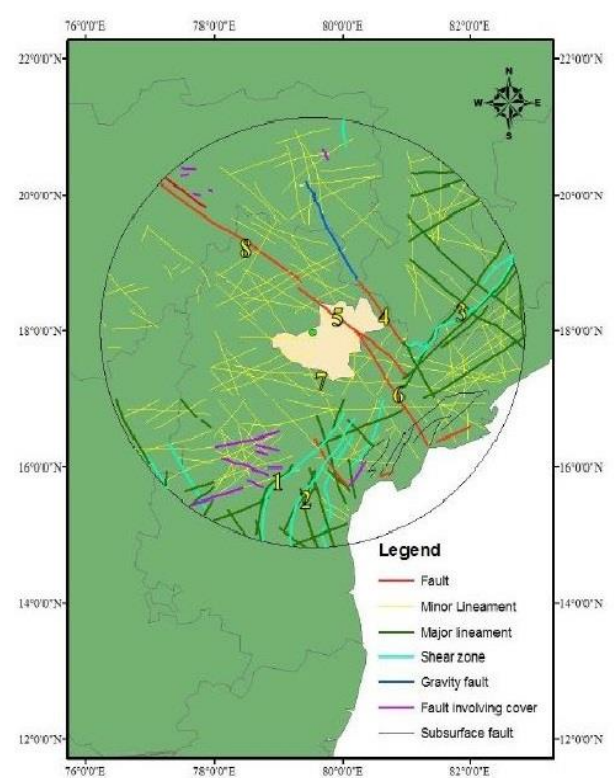 76°0'0"E 78°0'0"E 80°0'0"E 82°0'0"E
22°0'0"N 22°0'0"N
N
W E
S
20°0'0"N 20°0'0"N
8
3
5 4
18°0'0"N 18°0'0"N
7
6
16°0'0"N 16°0'0"N
1
2
Legend
Fault
Minor Lineament
14°0'0"N Major lineament 14°0'0"N
Shear zone
Gravity fault
Fault involving cover
Subsurface fault
12°0'0"N 12°0'0"N
76°0'0"E 78°0'0"E 80°0'0"E 82°0'0"E